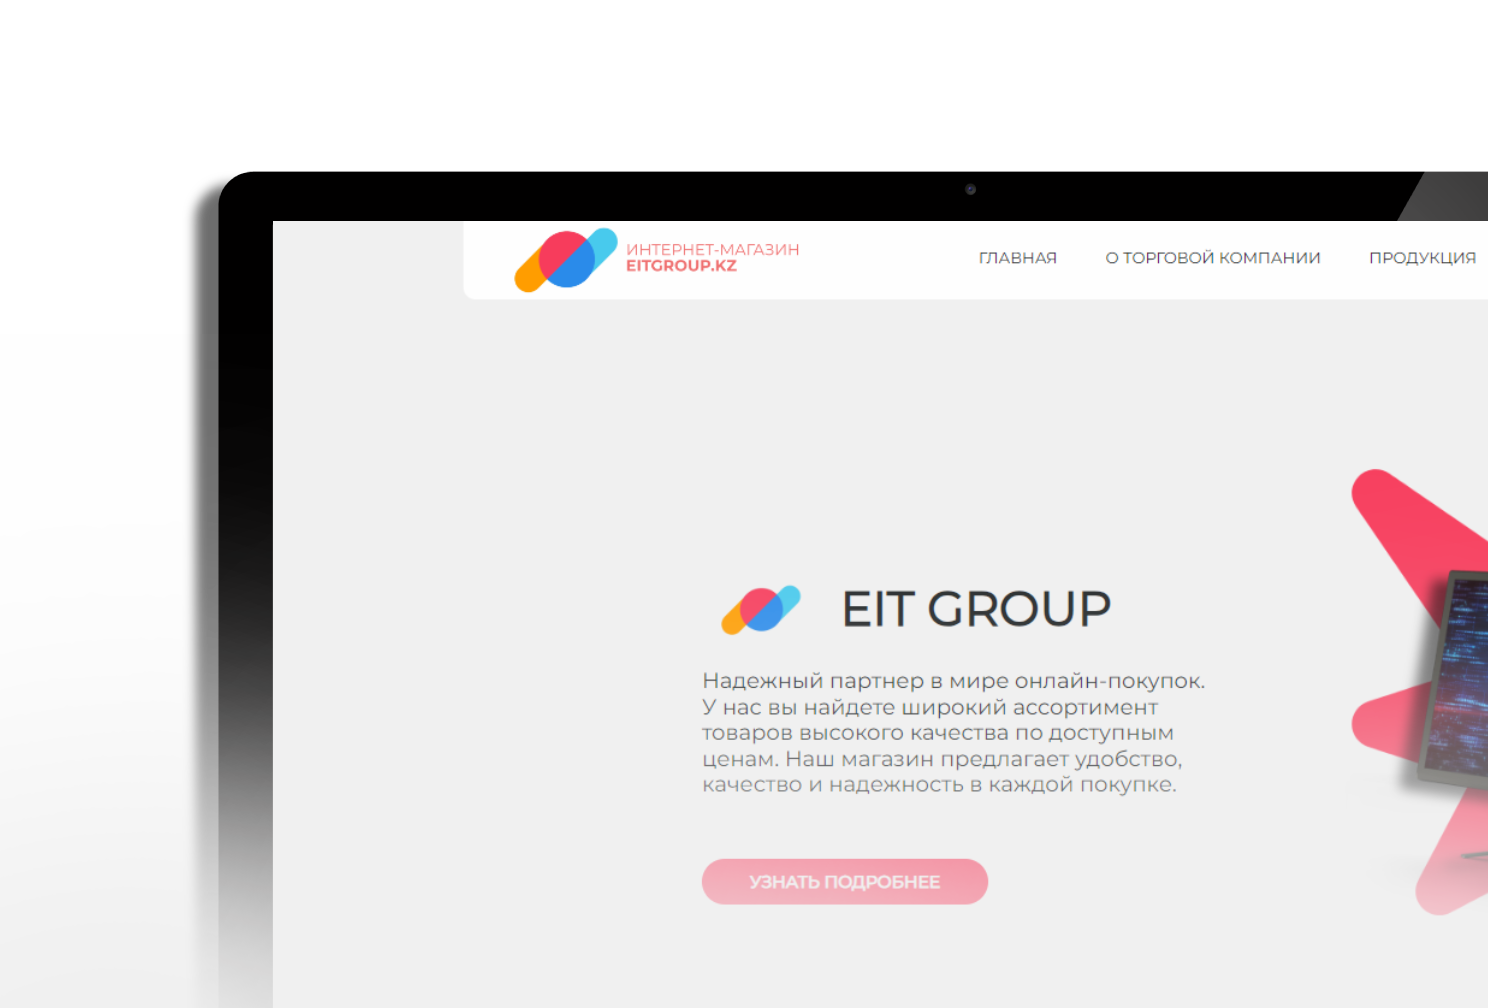 ИНТЕРНЕТ-МАГАЗИН
EITGROUP.KZ
ГЛАВНАЯ О ТОРГОВОЙ КОМПАНИИ ПРОДУКЦИЯ
EIT GROUP
Надежный партнер в мире онлайн-покупок.
У нас вы найдете широкий ассортимент
товаров высокого качества по доступным
ценам. Наш магазин предлагает удобство,
качество и надежность в каждой покупке.
УЗНАТЬ ПОДРОБНЕЕ